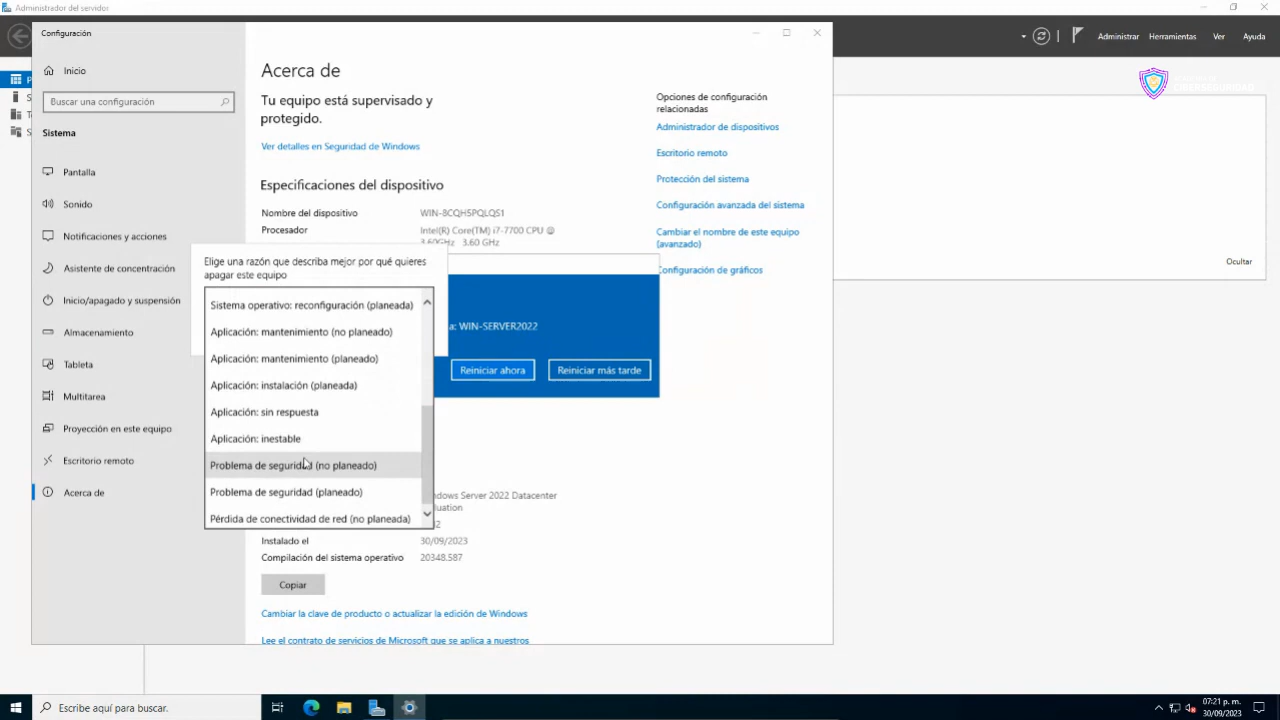 Administrador del servidor
Configuración
Administrar
Herramientas
Ver
Ayuda
Inicio
Buscar una configuración
Sistema
Pantalla
Sonido
Notificaciones y acciones
Asistente de concentración
Inicio/apagado y suspensión
Almacenamiento
Tableta
Multitarea
Proyección en este equipo
Escritorio remoto
Acerca de
Acerca de
Tu equipo está supervisado y
protegido.
Ver detalles en Seguridad de Windows
Especificaciones del dispositivo
Nombre del dispositivo WIN-8CQH5PQLQS1
Procesador Intel(R) Core(TM) i7-7700 CPU @
3.60GHz 3.60 GHz
Opciones de configuración
relacionadas
Administrador de dispositivos
Escritorio remoto
Protección del sistema
Configuración avanzada del sistema
Cambiar el nombre de este equipo
(avanzado)
Configuración de gráficos
Ocultar
Elige una razón que describa mejor por qué quieres
apagar este equipo
Sistema operativo: reconfiguración (planeada)
Aplicación: mantenimiento (no planeado)
Aplicación: mantenimiento (planeado)
Aplicación: instalación (planeada)
Aplicación: sin respuesta
Aplicación: inestable
Problema de seguridad (no planeado)
Problema de seguridad (planeado)
Pérdida de conectividad de red (no planeada)
a: WIN-SERVER2022
Reiniciar ahora
Reiniciar más tarde
ndows Server 2022 Datacenter
luation
Instalado el 30/09/2023
Compilación del sistema operativo 20348.587
Copiar
Cambiar la clave de producto o actualizar la edición de Windows
Lee el contrato de servicios de Microsoft que se aplica a nuestros
Escribe aquí para buscar.
07:21 p. m.
30/09/2023